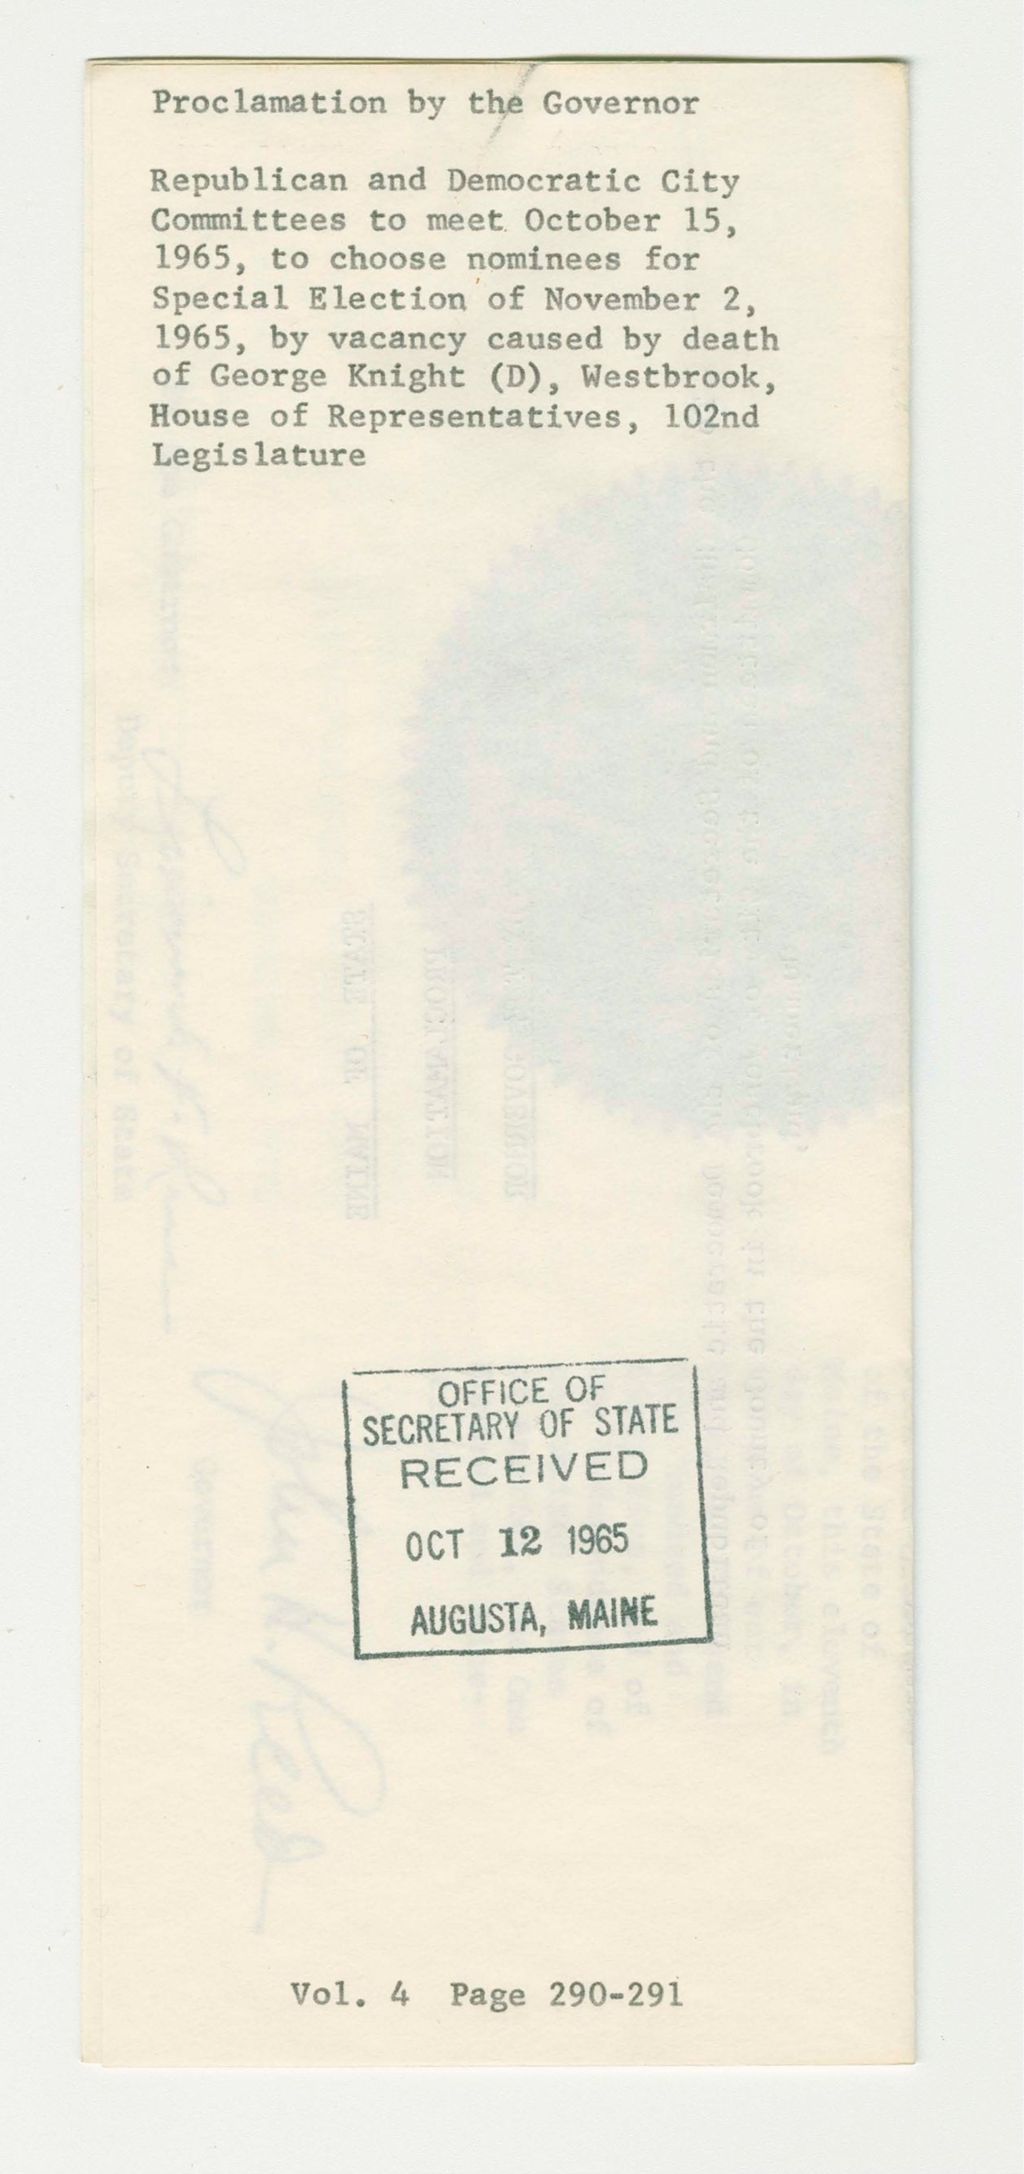 Proclamation by the Governor
Republican and Democratic City
Committees to meet October 15,
1965, to choose nominees for
Special Election of November 2,
1965, by vacancy caused by death
of George Knight (D), Westbrook,
House of Representatives, 102nd
Legislature
OFFICE OF
SECRETARY OF STATE
RECEIVED
OCT 12 1965
AUGUSTA, MAINE
Vol. 4 Page 290-291